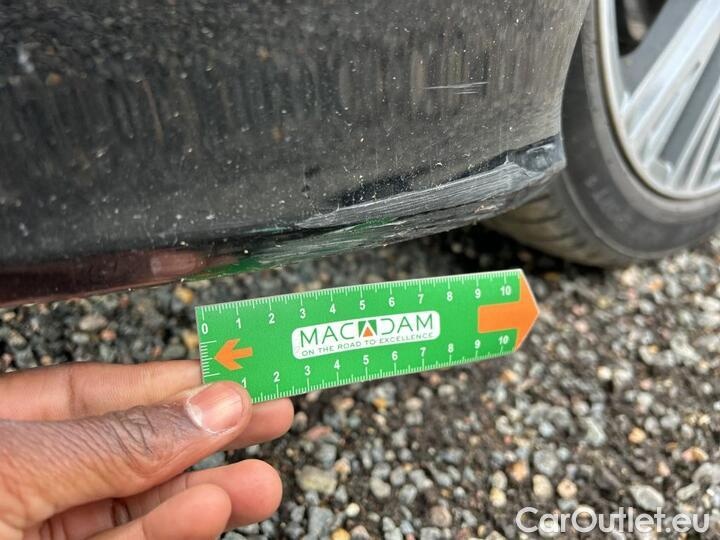 0 1 2 3 4 5 6 7 8 9 10
MACADAM
ON THE ROAD TO EXCELLENCE
1 2 3 4 5 6 7 8 9 10
CarOutlet.eu